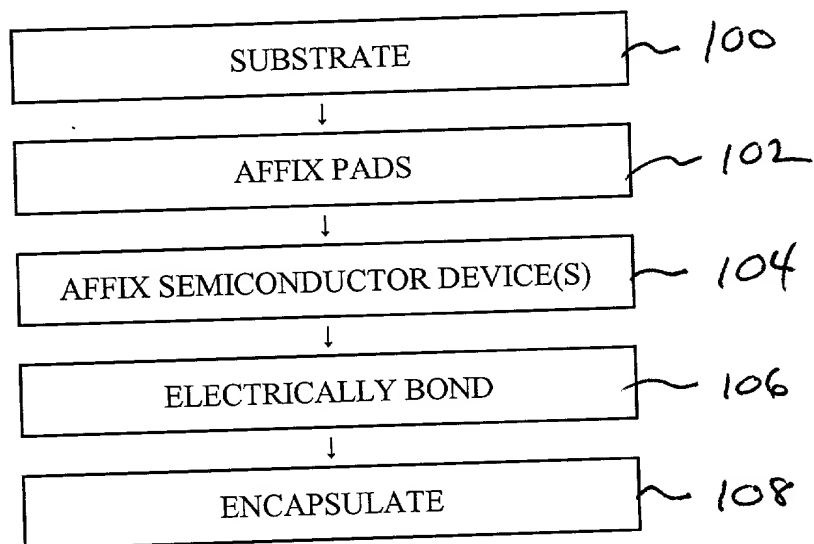 SUBSTRATE 100
↓
AFFIX PADS 102
↓
AFFIX SEMICONDUCTOR DEVICE(S) 104
↓
ELECTRICALLY BOND 106
↓
ENCAPSULATE 108